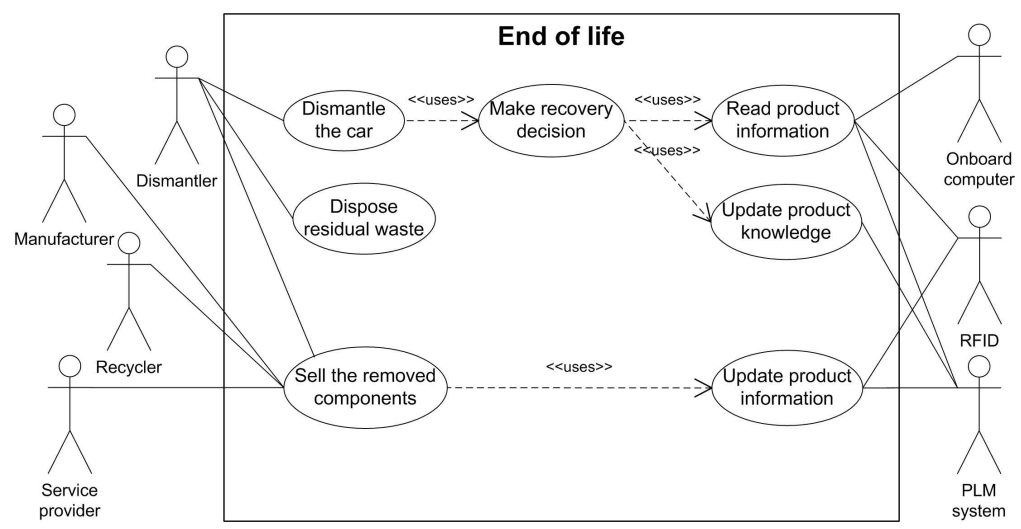 End of life
<<uses>>
<<uses>>
Dismantle
the car
Make recovery
decision
Read product
information
<<uses>>
Onboard
computer
Dismantler
Dispose
residual waste
Update product
knowledge
Manufacturer
RFID
Recycler
<<uses>>
Sell the removed
components
Update product
information
Service
provider
PLM
system